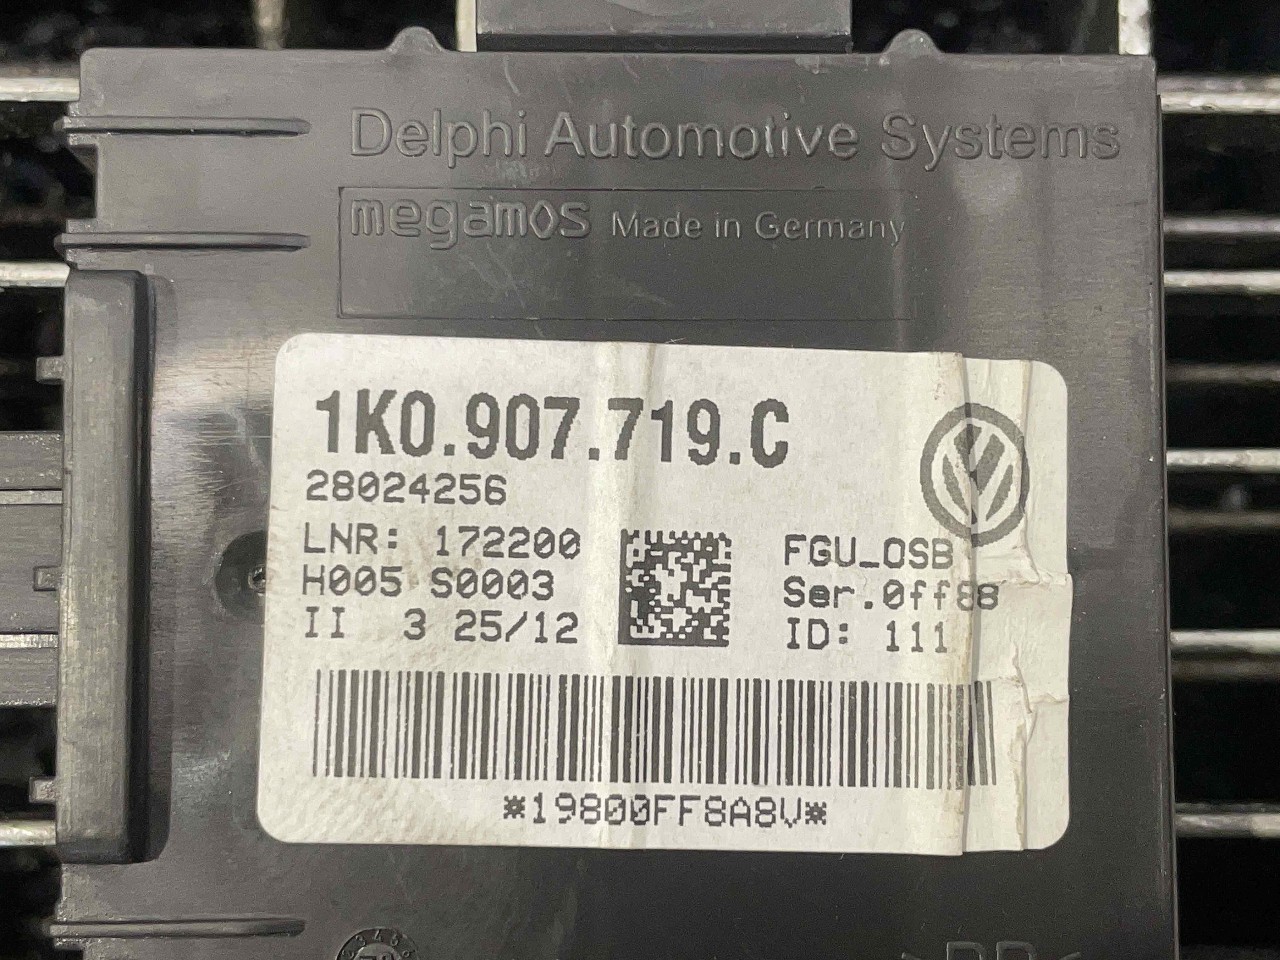 Delphi Automotive Systems
megamos Made in Germany
1K0.907.719.C
28024256
LNR: 172200
H005 S0003
II 3 25/12
FGU_OSB
Ser.0ff88
ID: 111
*19800FF8A8V*